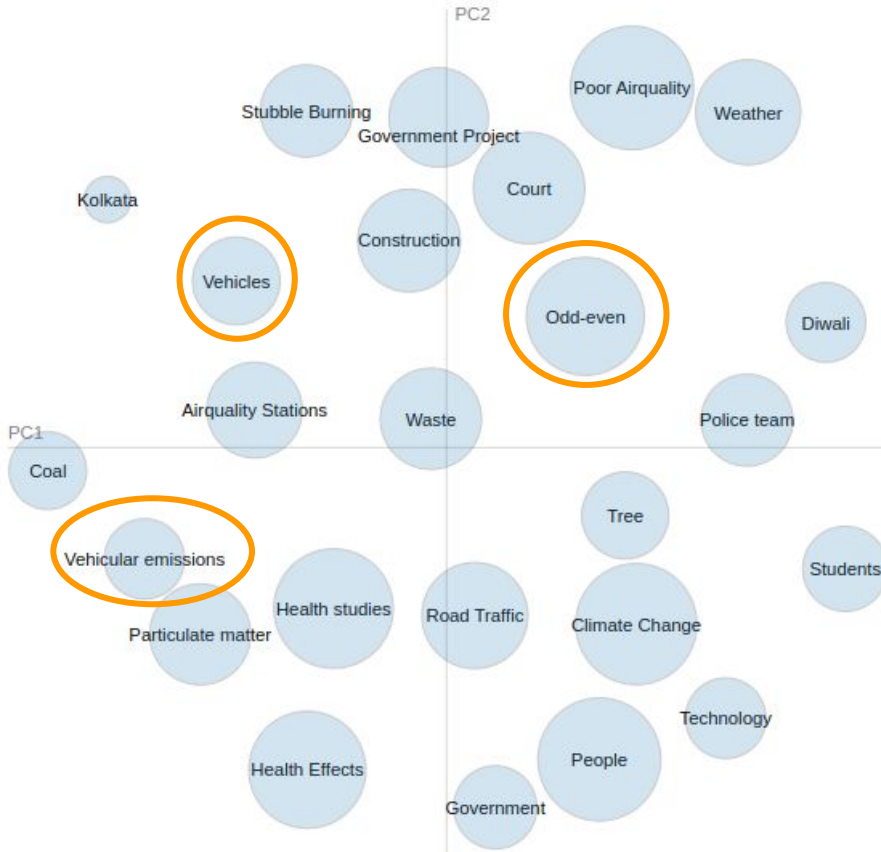 PC2
Poor Airquality
Stubble Burning
Weather
Government Project
Court
Kolkata
Construction
Vehicles
Odd-even
Diwali
Airquality Stations
Waste
Police team
PC1
Coal
Tree
Vehicular emissions
Students
Health studies
Road Traffic
Climate Change
Particulate matter
Technology
People
Health Effects
Government